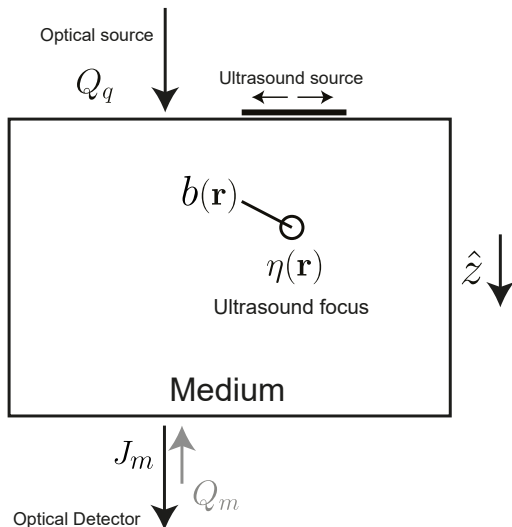 Optical source
Q_q
Ultrasound source
b(r)
η(r)
ẑ
Ultrasound focus
Medium
J_m
Q_m
Optical Detector